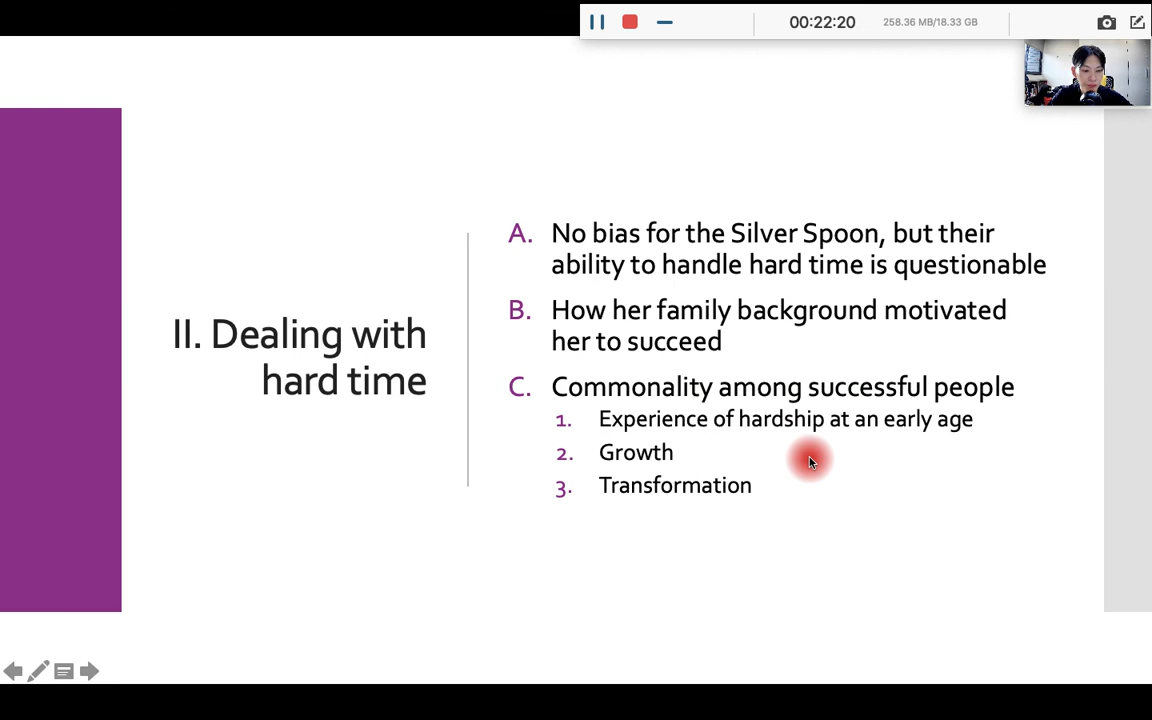 00:22:20
258.36 MB/18.33 GB
II. Dealing with
hard time
A. No bias for the Silver Spoon, but their
ability to handle hard time is questionable
B. How her family background motivated
her to succeed
C. Commonality among successful people
1. Experience of hardship at an early age
2. Growth
3. Transformation